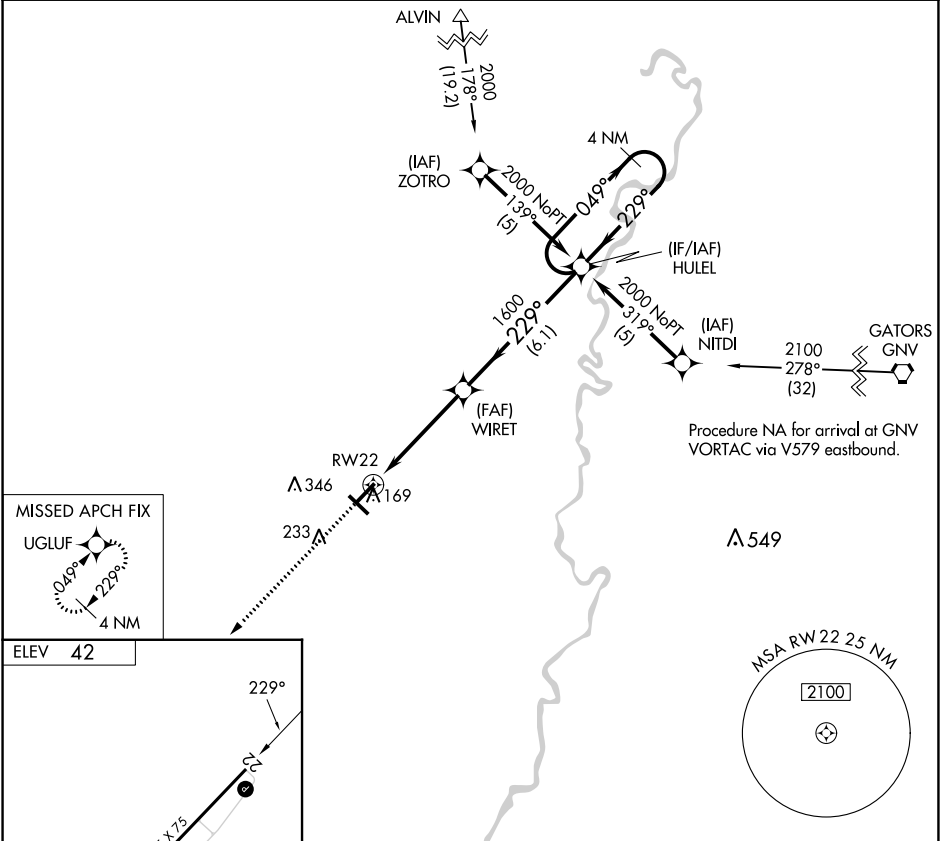 ALVIN
2000
178°
(19.2)
4 NM
(IAF)
ZOTRO
2000 NoPT
139°
(5)
049°
229°
(IF/IAF)
HULEL
1600
229°
(6.1)
2000 NoPT
319°
(5)
(IAF)
NITDI
2100
278°
(32)
GATORS
GNV
(FAF)
WIRET
Procedure NA for arrival at GNV
VORTAC via V579 eastbound.
RW22
346
169
233
549
MISSED APCH FIX
UGLUF
049°
229°
4 NM
ELEV 42
229°
22
P
X 75
MSA RW 22 25 NM
2100